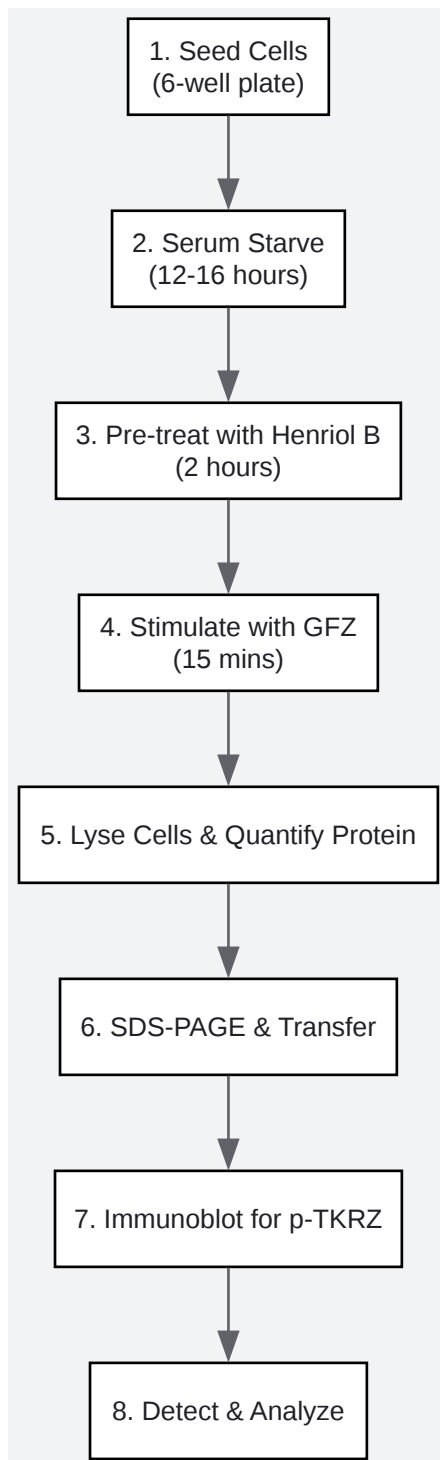 1. Seed Cells
(6-well plate)
2. Serum Starve
(12-16 hours)
3. Pre-treat with Henriol B
(2 hours)
4. Stimulate with GFZ
(15 mins)
5. Lyse Cells & Quantify Protein
6. SDS-PAGE & Transfer
7. Immunoblot for p-TKRZ
8. Detect & Analyze